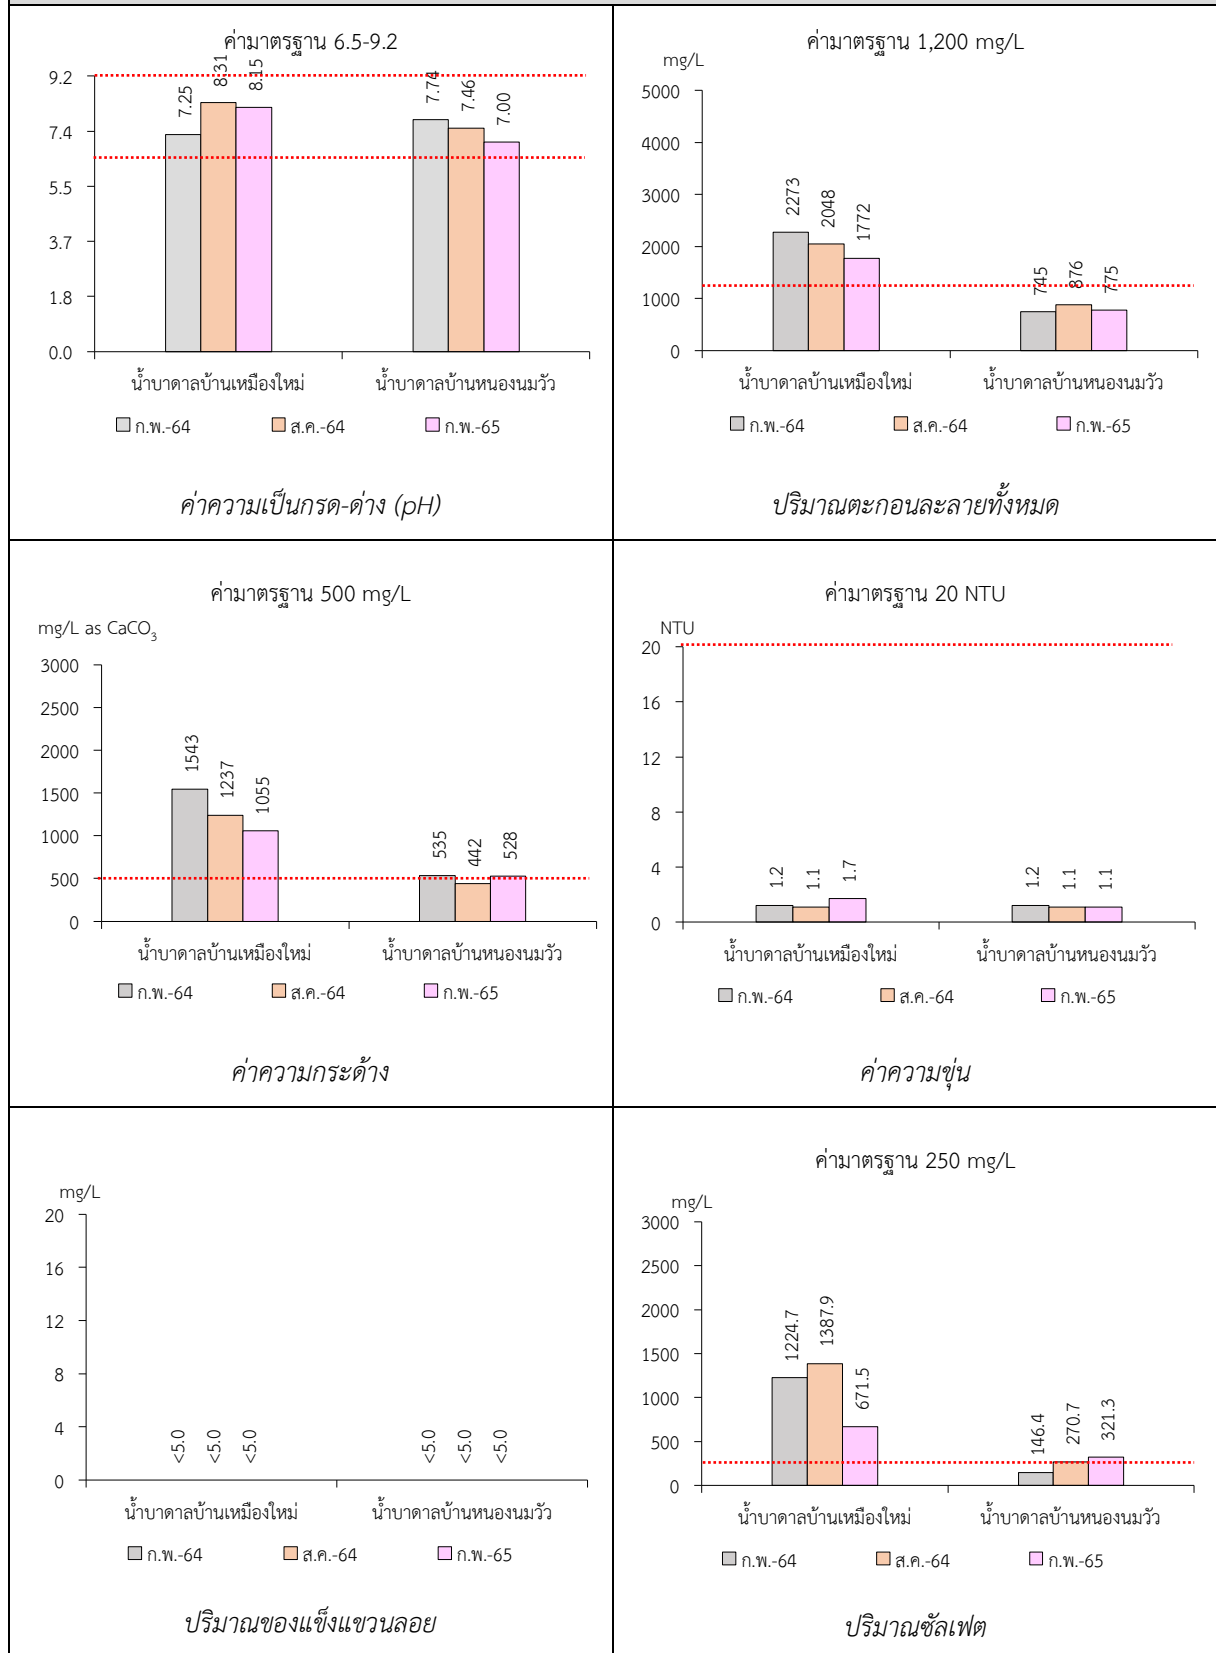 ค่ามาตรฐาน 6.5-9.2
9.2
7.4
5.5
3.7
1.8
0.0
7.25
8.31
8.15
7.74
7.46
7.00
น้ำบาดาลบ้านเหมืองใหม่
น้ำบาดาลบ้านหนองนมวัว
ก.พ.-64
ส.ค.-64
ก.พ.-65
ค่าความเป็นกรด-ด่าง (pH)
ค่ามาตรฐาน 1,200 mg/L
mg/L
5000
4000
3000
2000
1000
0
2273
2048
1772
745
876
775
น้ำบาดาลบ้านเหมืองใหม่
น้ำบาดาลบ้านหนองนมวัว
ก.พ.-64
ส.ค.-64
ก.พ.-65
ปริมาณตะกอนละลายทั้งหมด
ค่ามาตรฐาน 500 mg/L
mg/L as CaCO₃
3000
2500
2000
1500
1000
500
0
1543
1237
1055
535
442
528
น้ำบาดาลบ้านเหมืองใหม่
น้ำบาดาลบ้านหนองนมวัว
ก.พ.-64
ส.ค.-64
ก.พ.-65
ค่าความกระด้าง
ค่ามาตรฐาน 20 NTU
NTU
20
16
12
8
4
0
1.2
1.1
1.7
1.2
1.1
1.1
น้ำบาดาลบ้านเหมืองใหม่
น้ำบาดาลบ้านหนองนมวัว
ก.พ.-64
ส.ค.-64
ก.พ.-65
ค่าความขุ่น
mg/L
20
16
12
8
4
0
<5.0
<5.0
<5.0
<5.0
<5.0
<5.0
น้ำบาดาลบ้านเหมืองใหม่
น้ำบาดาลบ้านหนองนมวัว
ก.พ.-64
ส.ค.-64
ก.พ.-65
ปริมาณของแข็งแขวนลอย
ค่ามาตรฐาน 250 mg/L
mg/L
3000
2500
2000
1500
1000
500
0
1224.7
1387.9
671.5
146.4
270.7
321.3
น้ำบาดาลบ้านเหมืองใหม่
น้ำบาดาลบ้านหนองนมวัว
ก.พ.-64
ส.ค.-64
ก.พ.-65
ปริมาณซัลเฟต